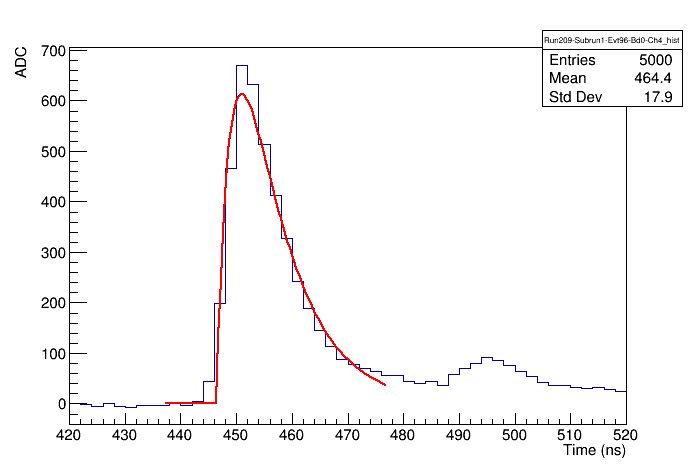 Run209-Subrun1-Evt96-Bd0-Ch4_hist
Entries 5000
Mean 464.4
Std Dev 17.9
ADC
700
600
500
400
300
200
100
0
420 430 440 450 460 470 480 490 500 510 520
Time (ns)